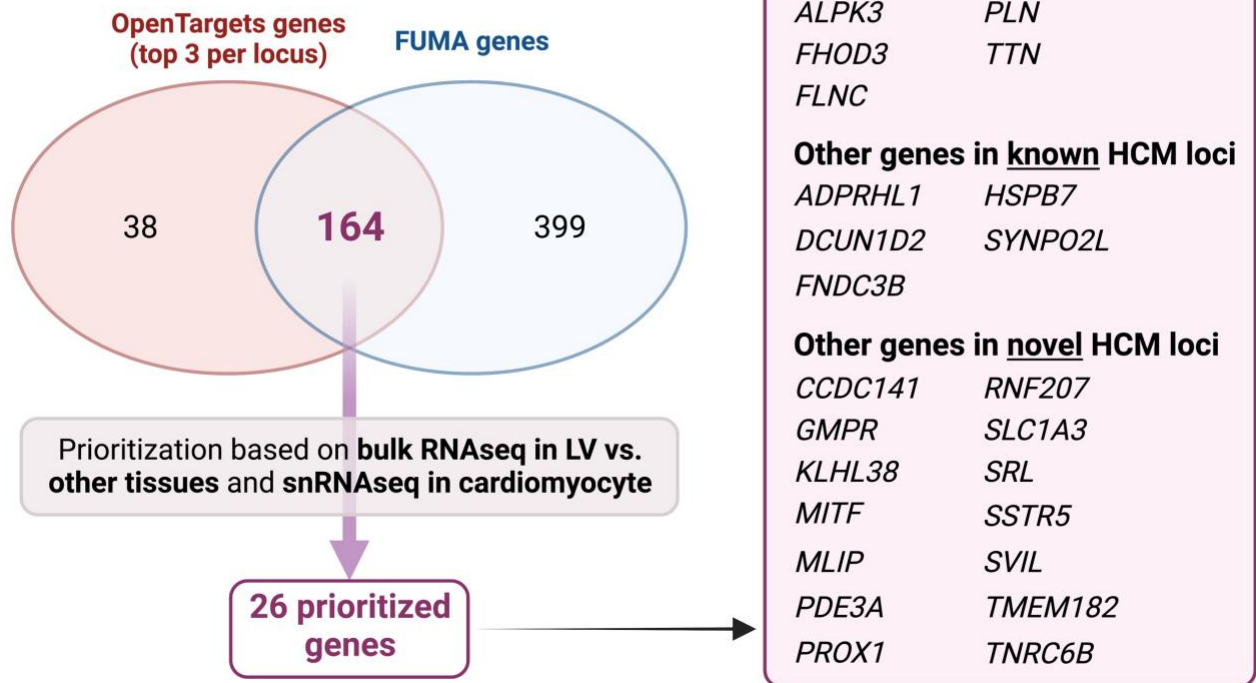 OpenTargets genes
(top 3 per locus)
FUMA genes
38
164
399
Prioritization based on bulk RNAseq in LV vs.
other tissues and snRNAseq in cardiomyocyte
26 prioritized
genes
ALPK3 PLN
FHOD3 TTN
FLNC
Other genes in known HCM loci
ADPRHL1 HSPB7
DCUN1D2 SYNPO2L
FNDC3B
Other genes in novel HCM loci
CCDC141 RNF207
GMPR SLC1A3
KLHL38 SRL
MITF SSTR5
MLIP SVIL
PDE3A TMEM182
PROX1 TNRC6B